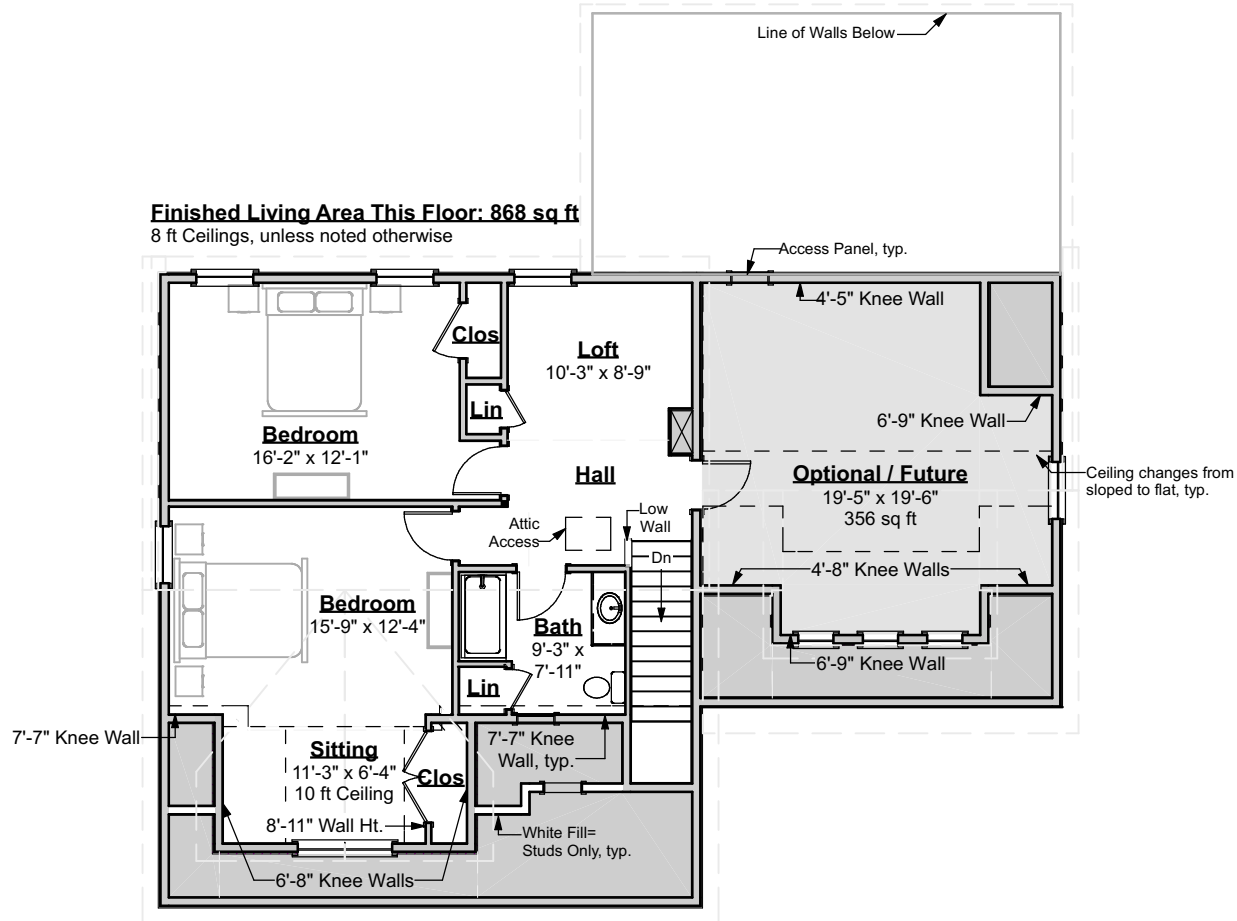 Line of Walls Below
Finished Living Area This Floor: 868 sq ft
8 ft Ceilings, unless noted otherwise
Access Panel, typ.
4'-5" Knee Wall
Clos
Loft
10'-3" x 8'-9"
Lin
6'-9" Knee Wall
Bedroom
16'-2" x 12'-1"
Hall
Optional / Future
19'-5" x 19'-6"
356 sq ft
Ceiling changes from
sloped to flat, typ.
Attic
Access
Low
Wall
Dn
4'-8" Knee Walls
Bedroom
15'-9" x 12'-4"
Bath
9'-3" x
7'-11"
6'-9" Knee Wall
Lin
7'-7" Knee Wall
7'-7" Knee
Wall, typ.
Sitting
11'-3" x 6'-4"
10 ft Ceiling
Clos
8'-11" Wall Ht.
White Fill=
Studs Only, typ.
6'-8" Knee Walls